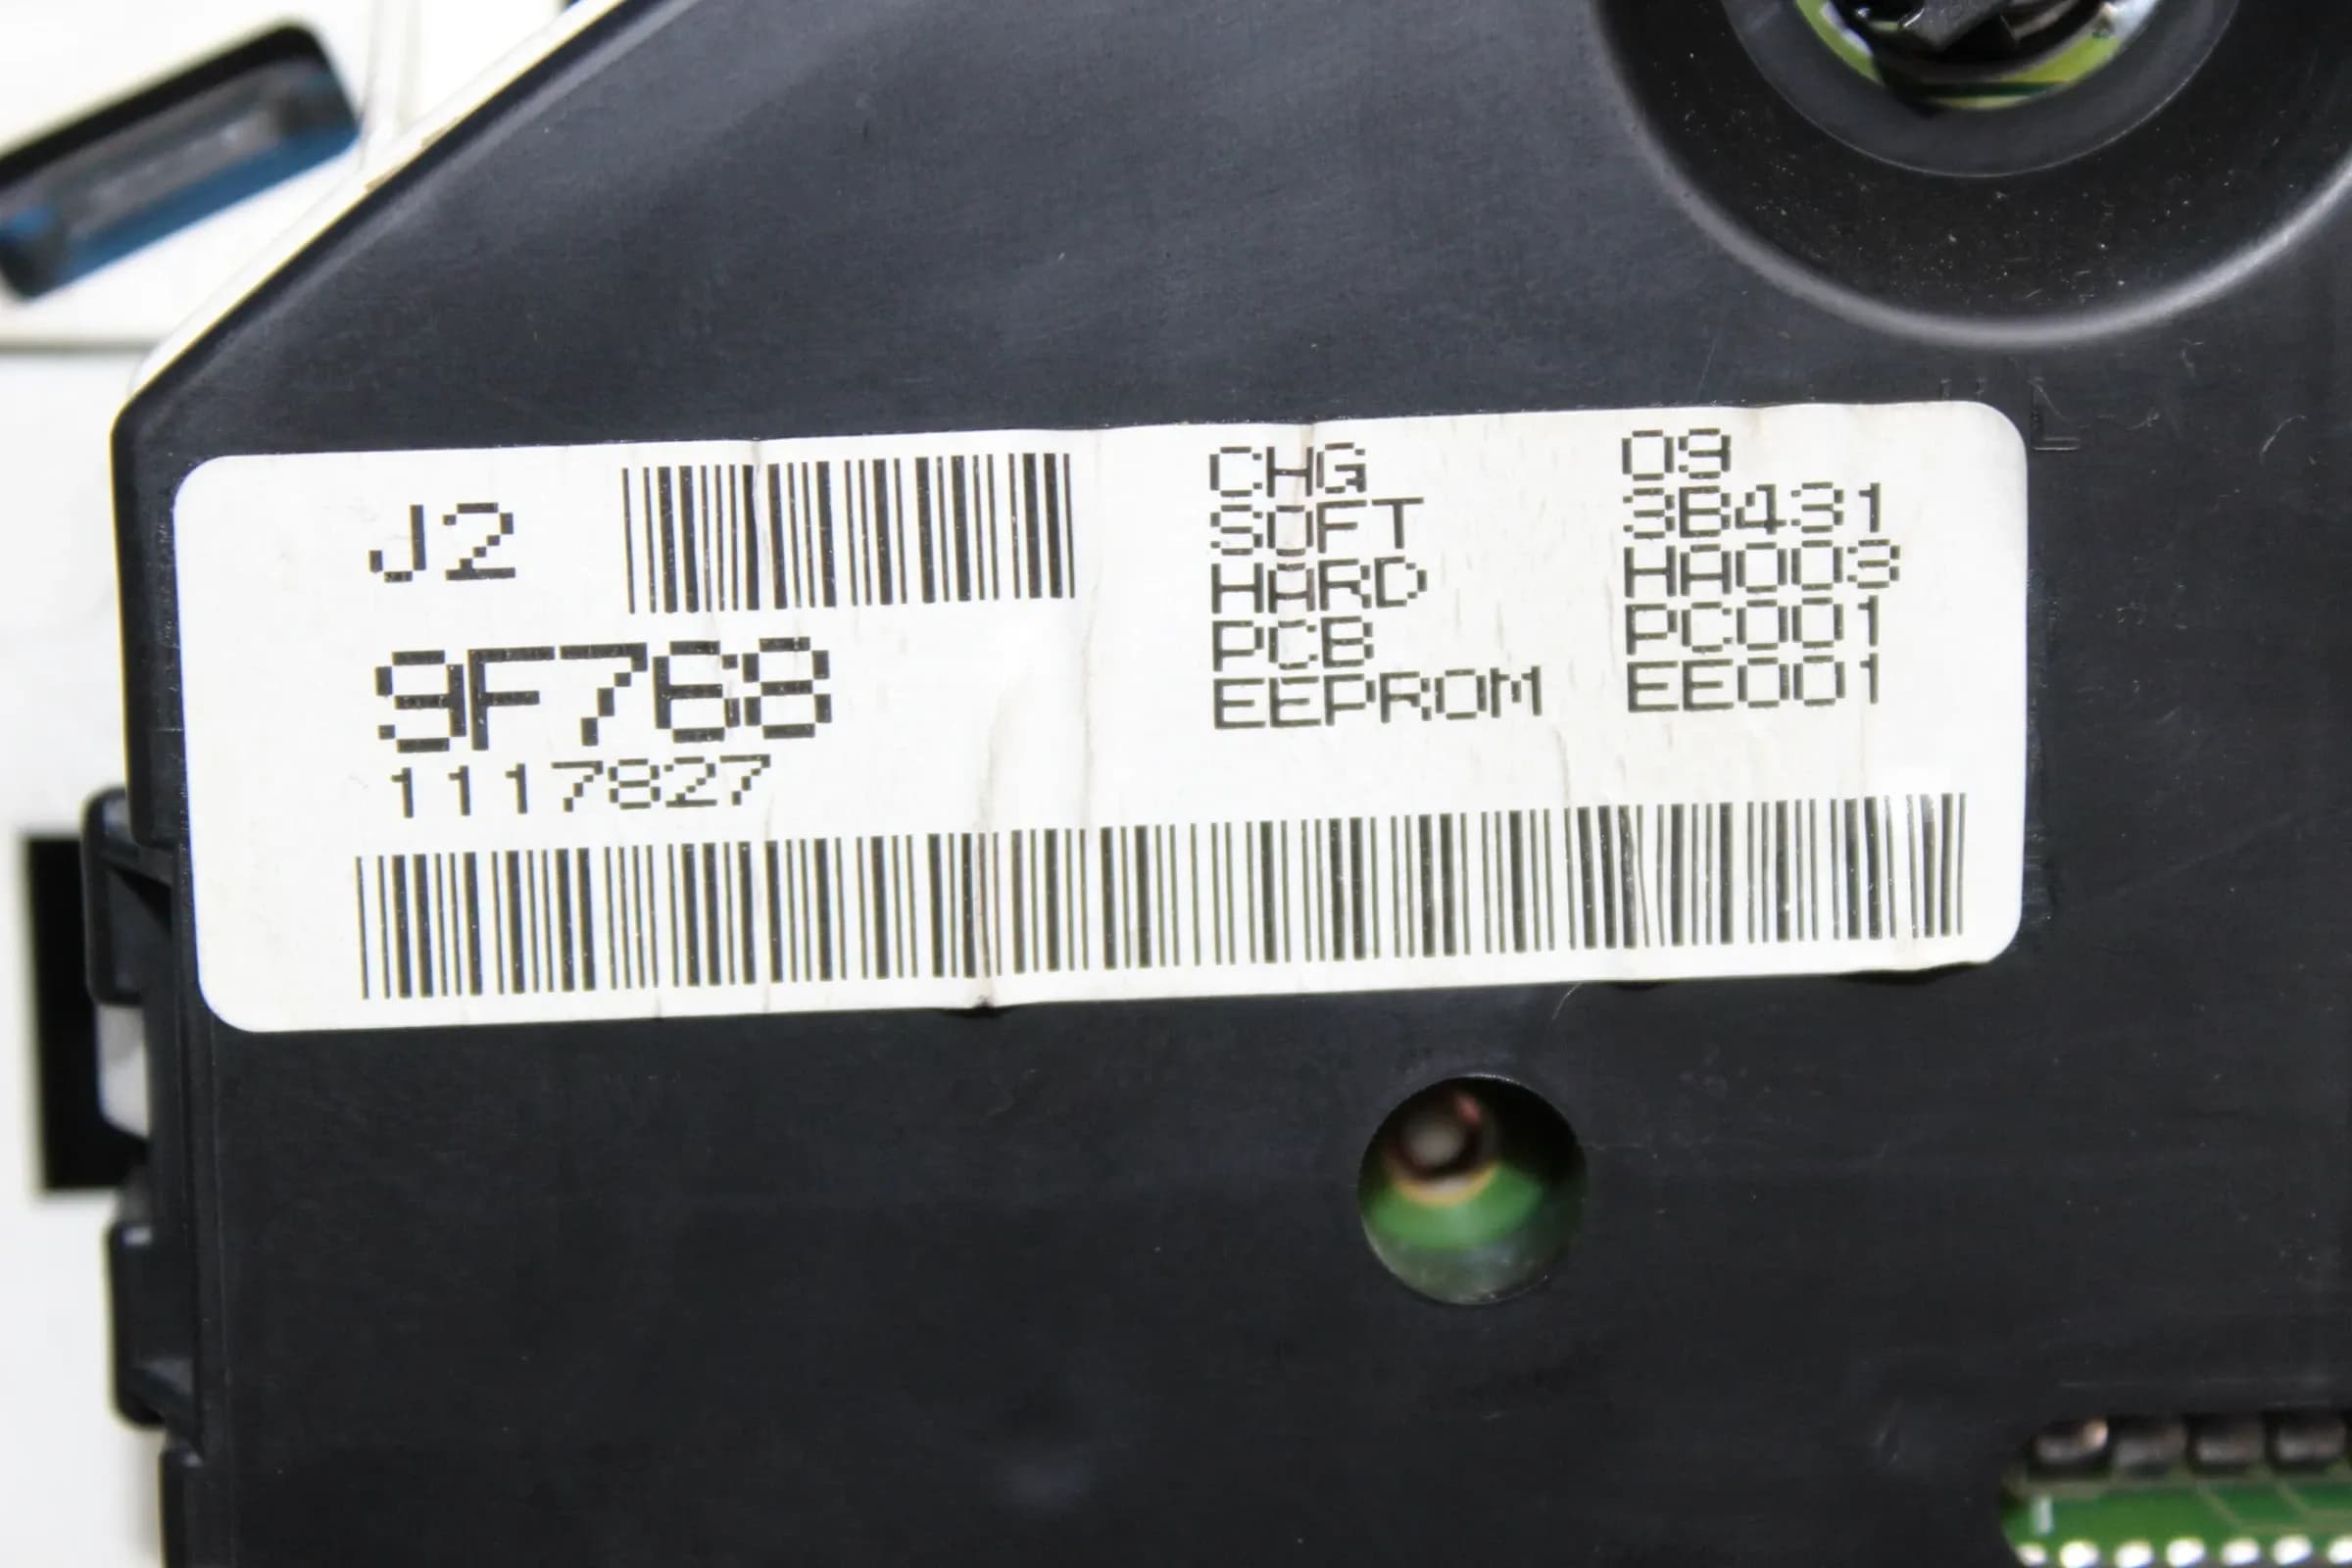 J2
9F768
1117827
CHG 09
SOFT 3B431
HARD HA003
PCB PC001
EEPROM EE001